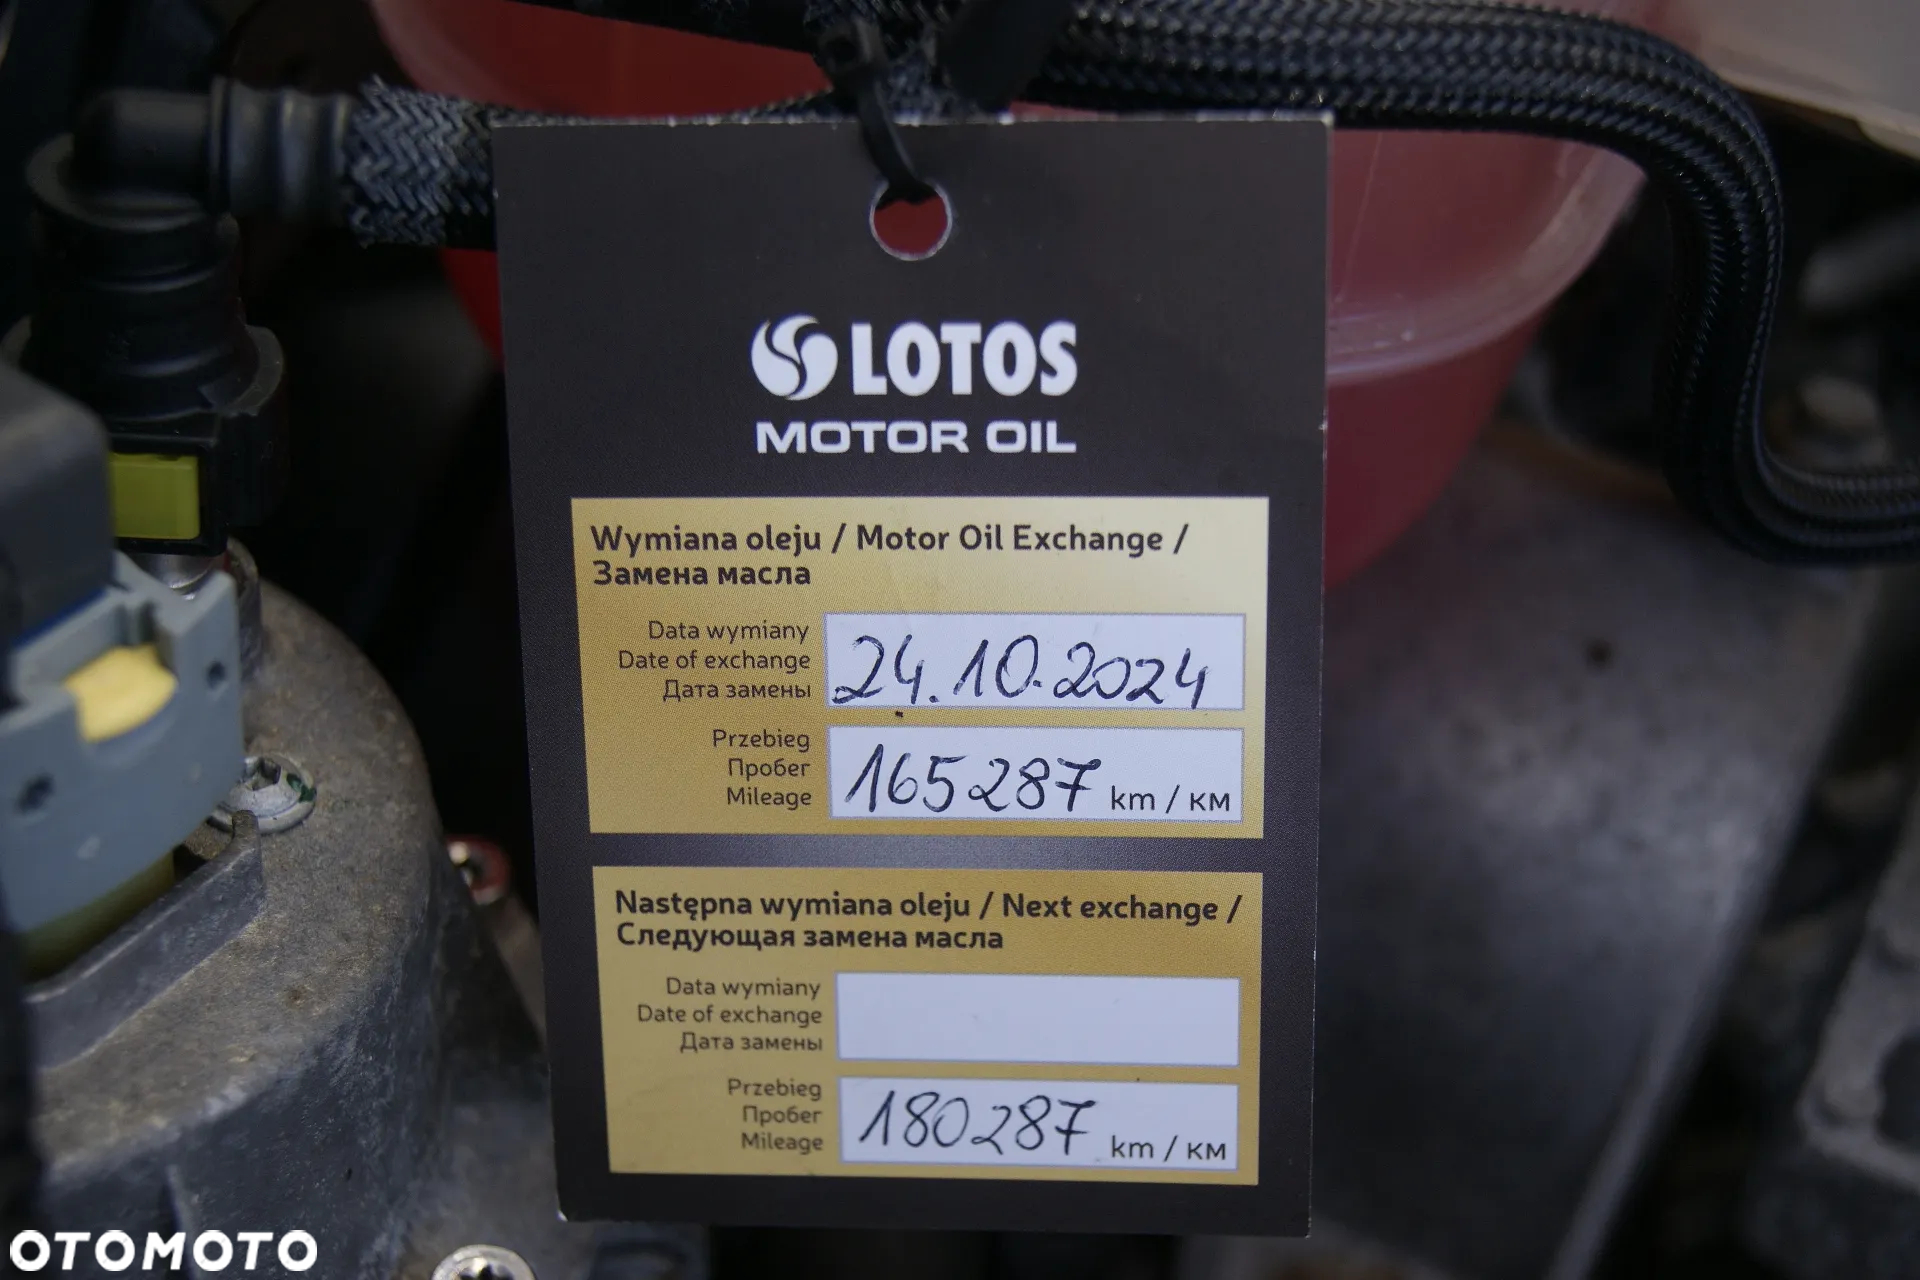 LOTOS
MOTOR OIL
Wymiana oleju / Motor Oil Exchange /
Замена масла
Data wymiany
Date of exchange
Дата замены
24.10.2024
Przebieg
Пробег
Mileage
165287 km / км
Następna wymiana oleju / Next exchange /
Следующая замена масла
Data wymiany
Date of exchange
Дата замены
Przebieg
Пробег
Mileage
180287 km / км
OTOMOTO